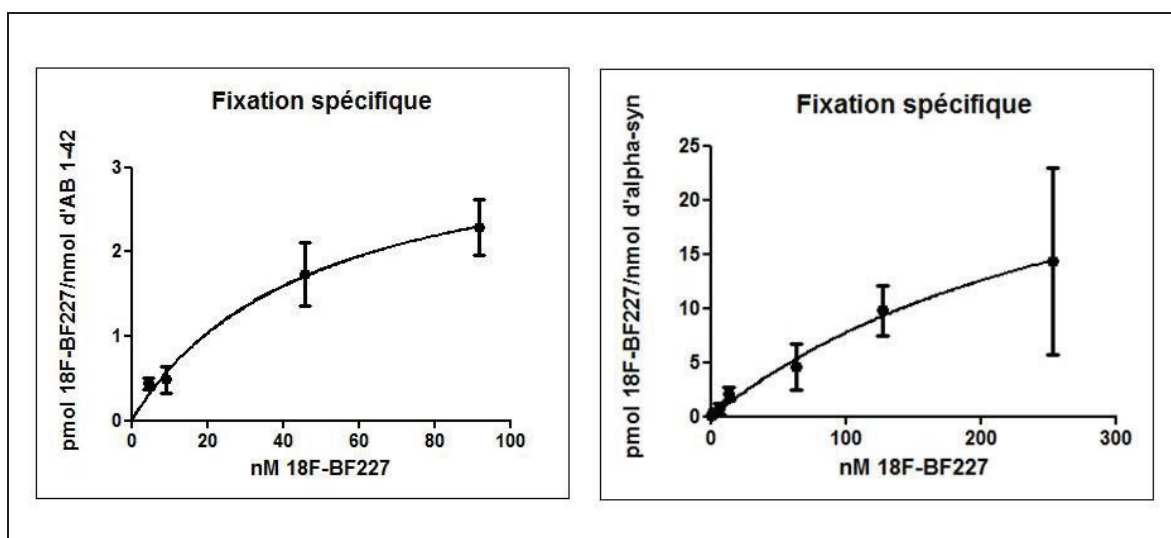 Fixation spécifique
pmol 18F-BF227/nmol d'AB 1-42
3
2
1
0
0 20 40 60 80 100
nM 18F-BF227
Fixation spécifique
pmol 18F-BF227/nmol d'alpha-syn
25
20
15
10
5
0
0 100 200 300
nM 18F-BF227